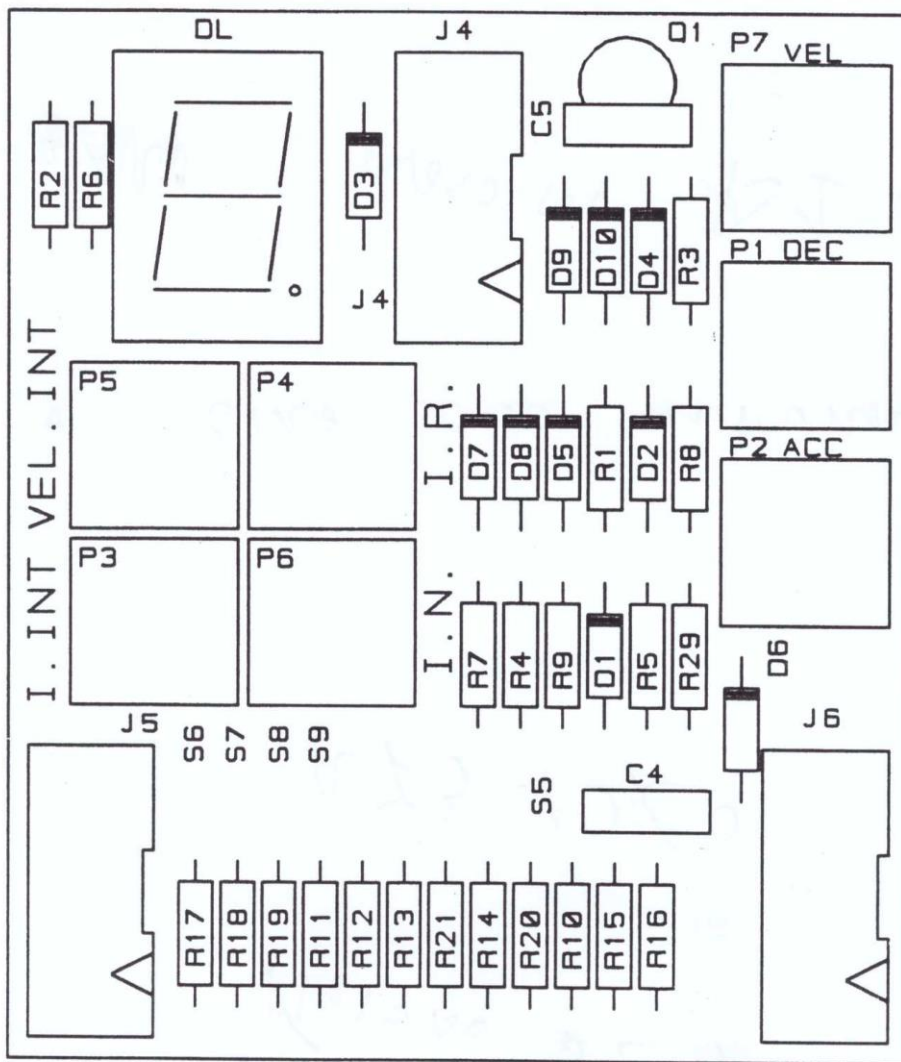 DL
J4
Q1
P7 VEL
C5
R2
R6
D3
D9
D10
D4
R3
J4
P1 DEC
P5
P4
I.R.
D7
D8
D5
R1
D2
R8
P2 ACC
VEL INT
P3
P6
I.N.
R7
R4
R9
D1
R5
R29
D6
I.INT
J5
S6
S7
S8
S9
J6
S5
C4
R17
R18
R19
R11
R12
R13
R21
R14
R20
R10
R15
R16